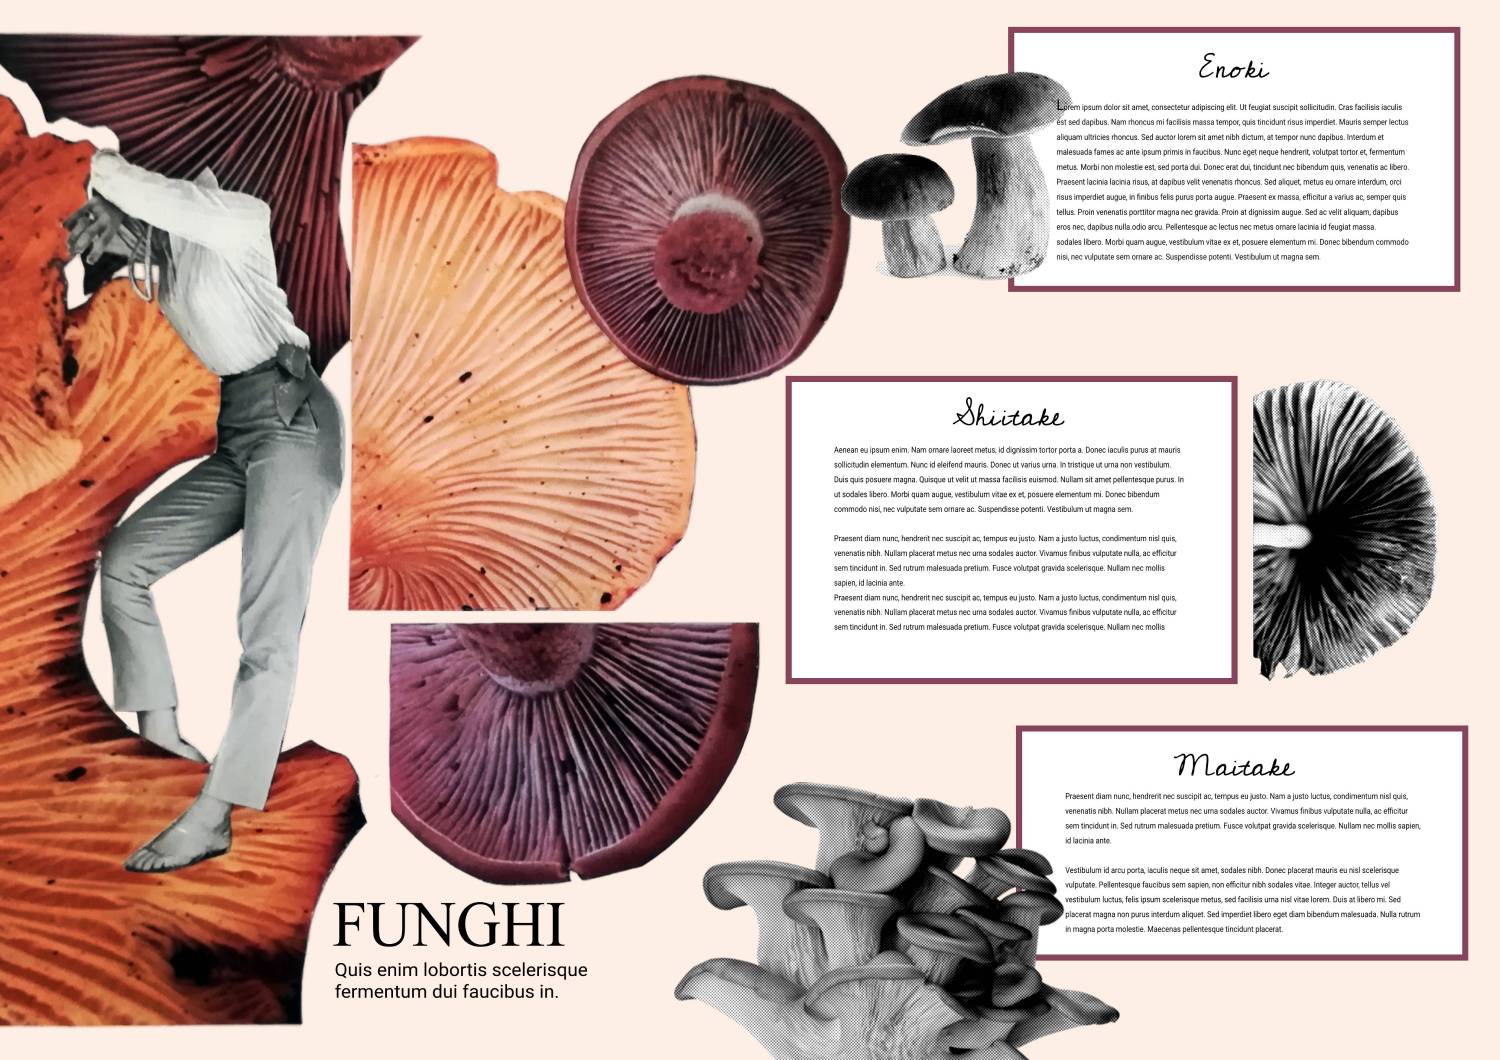 Enoki
Lorem ipsum dolor sit amet, consectetur adipiscing elit. Ut feugiat suscipit sollicitudin. Cras facilisis iaculis
est sed dapibus. Nam rhoncus mi facilisis massa tempor, quis tincidunt risus imperdiet. Mauris semper lectus
aliquam ultricies rhoncus. Sed auctor lorem sit amet nibh dictum, at tempor nunc dapibus. Interdum et
malesuada fames ac ante ipsum primis in faucibus. Nunc eget neque hendrerit, volutpat tortor et, fermentum
metus. Morbi non molestie est, sed porta dui. Donec erat dui, tincidunt nec bibendum quis, venenatis ac libero.
Praesent lacinia lacinia risus, at dapibus velit venenatis rhoncus. Sed aliquet, metus eu ornare interdum, orci
risus imperdiet augue, in finibus felis purus porta augue. Praesent ex massa, efficitur a varius ac, semper quis
tellus. Proin venenatis porttitor magna nec gravida. Proin at dignissim augue. Sed ac velit aliquam, dapibus
eros nec, dapibus nulla.odio arcu. Pellentesque ac lectus nec metus ornare lacinia id feugiat massa.
sodales libero. Morbi quam augue, vestibulum vitae ex et, posuere elementum mi. Donec bibendum commodo
nisi, nec vulputate sem ornare ac. Suspendisse potenti. Vestibulum ut magna sem.
Shiitake
Aenean eu ipsum enim. Nam ornare laoreet metus, id dignissim tortor porta a. Donec iaculis purus at mauris
sollicitudin elementum. Nunc id eleifend mauris. Donec ut varius urna. In tristique ut urna non vestibulum.
Duis quis posuere magna. Quisque ut velit ut massa facilisis euismod. Nullam sit amet pellentesque purus. In
ut sodales libero. Morbi quam augue, vestibulum vitae ex et, posuere elementum mi. Donec bibendum
commodo nisi, nec vulputate sem ornare ac. Suspendisse potenti. Vestibulum ut magna sem.
Praesent diam nunc, hendrerit nec suscipit ac, tempus eu justo. Nam a justo luctus, condimentum nisl quis,
venenatis nibh. Nullam placerat metus nec urna sodales auctor. Vivamus finibus vulputate nulla, ac efficitur
sem tincidunt in. Sed rutrum malesuada pretium. Fusce volutpat gravida scelerisque. Nullam nec mollis
sapien, id lacinia ante.
Praesent diam nunc, hendrerit nec suscipit ac, tempus eu justo. Nam a justo luctus, condimentum nisl quis,
venenatis nibh. Nullam placerat metus nec urna sodales auctor. Vivamus finibus vulputate nulla, ac efficitur
sem tincidunt in. Sed rutrum malesuada pretium. Fusce volutpat gravida scelerisque. Nullam nec mollis
Maitake
Praesent diam nunc, hendrerit nec suscipit ac, tempus eu justo. Nam a justo luctus, condimentum nisl quis,
venenatis nibh. Nullam placerat metus nec urna sodales auctor. Vivamus finibus vulputate nulla, ac efficitur
sem tincidunt in. Sed rutrum malesuada pretium. Fusce volutpat gravida scelerisque. Nullam nec mollis sapien,
id lacinia ante.
Vestibulum id arcu porta, iaculis neque sit amet, sodales nibh. Donec placerat mauris eu nisl scelerisque
vulputate. Pellentesque faucibus sem sapien, non efficitur nibh sodales vitae. Integer auctor, tellus vel
vestibulum luctus, felis ipsum scelerisque metus, sed facilisis urna nisl vitae lorem. Duis at libero mi. Sed
placerat magna non purus interdum aliquet. Sed imperdiet libero eget diam bibendum malesuada. Nulla rutrum
in magna porta molestie. Maecenas pellentesque tincidunt placerat.
FUNGHI
Quis enim lobortis scelerisque
fermentum dui faucibus in.